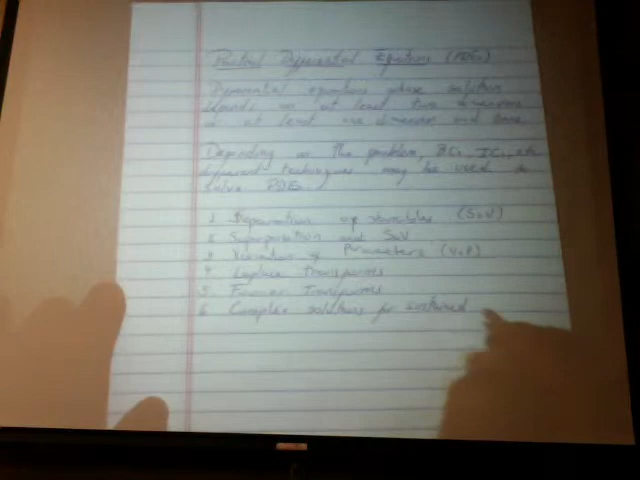 Partial Differential Equations (PDEs)
Differential equations whose solution
depends on at least two dimensions
or at least one dimension and time.
Depending on the problem, BCs, ICs, etc
different techniques may be used to
solve PDEs.
1 Separation of Variables (SoV)
2 Superposition and SoV
3 Variation of Parameters (VoP)
4 Laplace Transforms
5. Fourier Transforms
6 Complex solutions for sustained